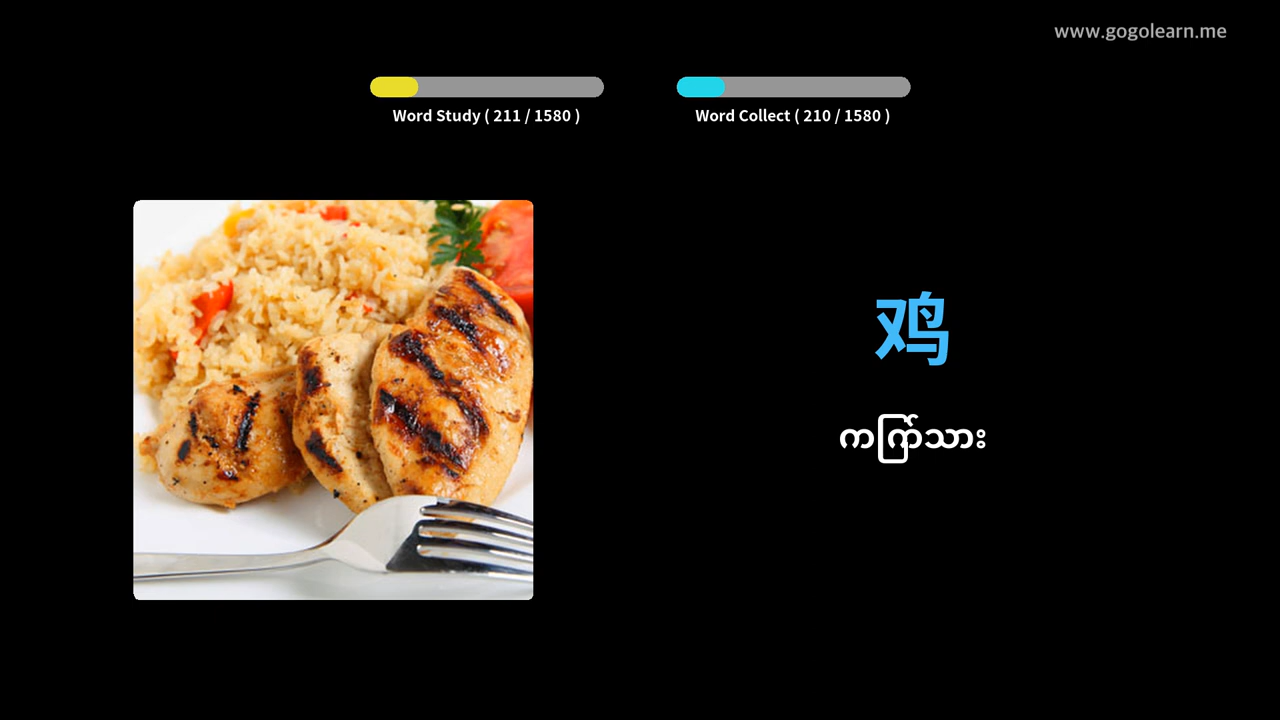 www.gogolearn.me
Word Study ( 211 / 1580 )
Word Collect ( 210 / 1580 )
鸡
ကကြ်သား